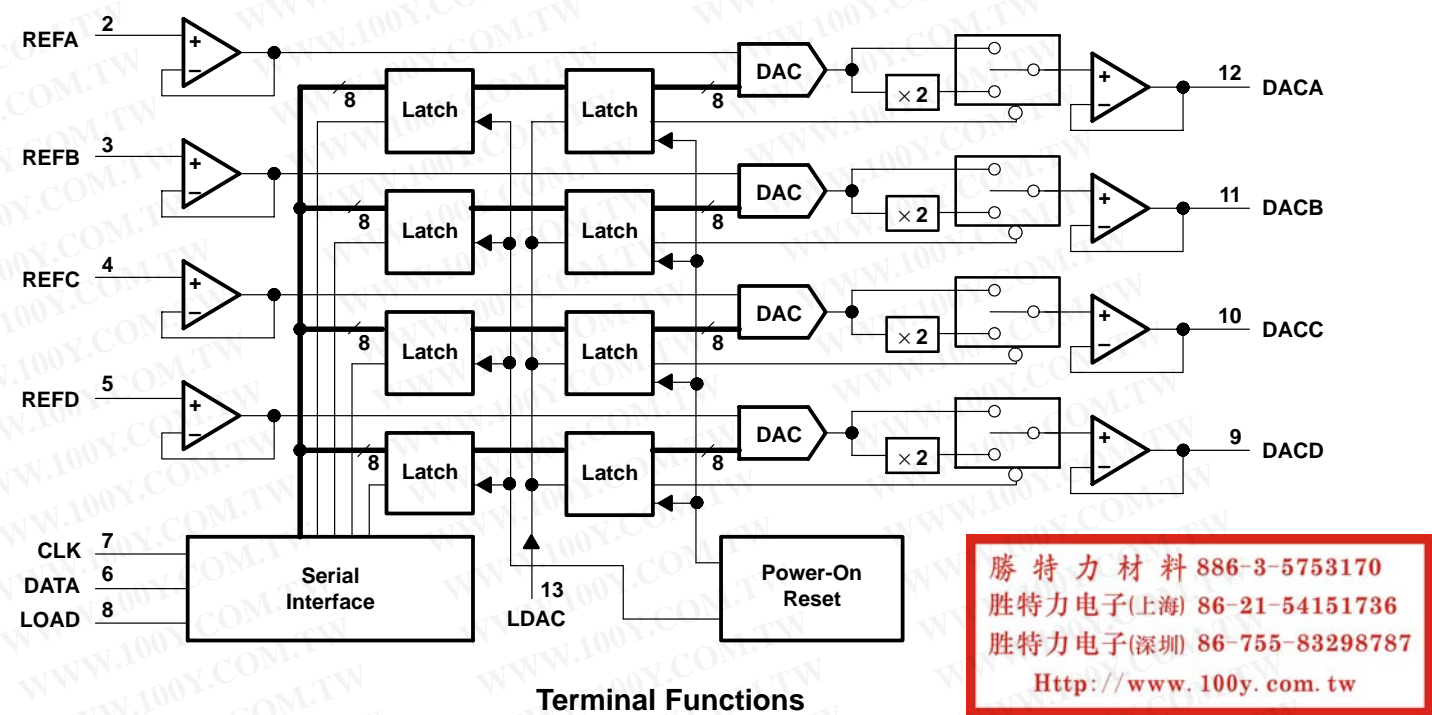 REFA 2
+
−
8
Latch
Latch
8
DAC
× 2
+
−
12 DACA
REFB 3
+
−
8
Latch
Latch
8
DAC
× 2
+
−
11 DACB
REFC 4
+
−
8
Latch
Latch
8
DAC
× 2
+
−
10 DACC
REFD 5
+
−
8
Latch
Latch
8
DAC
× 2
+
−
9 DACD
CLK 7
DATA 6
LOAD 8
Serial
Interface
13
LDAC
Power-On
Reset
Terminal Functions
勝 特 力 材 料 886-3-5753170
胜特力电子(上海) 86-21-54151736
胜特力电子(深圳) 86-755-83298787
Http://www.100y.com.tw
WWW.100Y.COM.TW